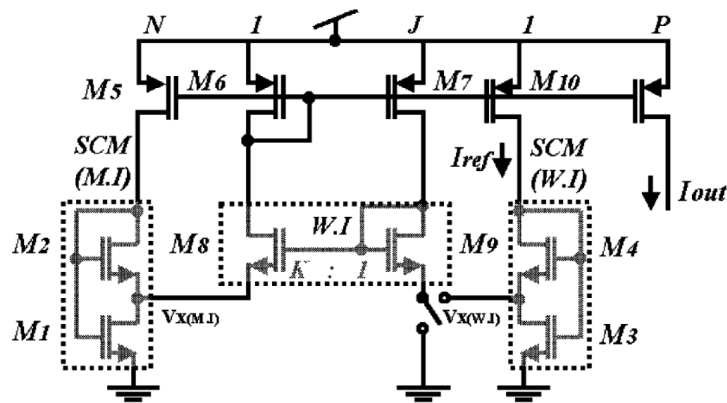 N 1 J 1 P
M5 M6 M7 M10
SCM
(M.I)
Iref
SCM
(W.I)
Iout
M2 M8 W.I M9 M4
K : 1
Vx(M.I) Vx(W.I)
M1 M3